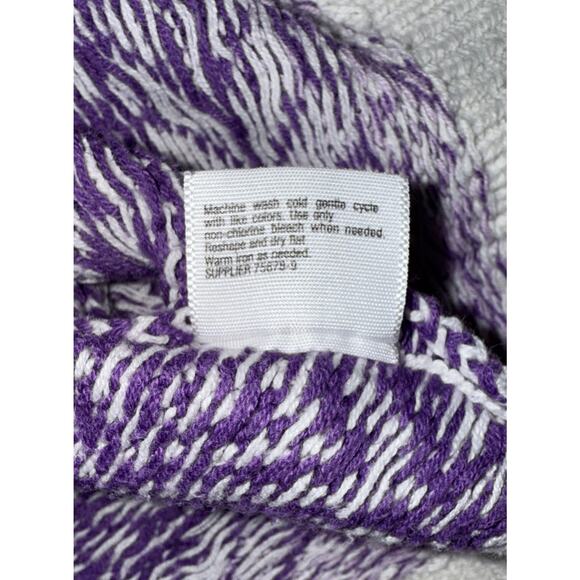 Machine wash cold gentle cycle
with like colors. Use only
non-chlorine bleach when needed.
Reshape and dry flat
Warm iron as needed.
SUPPLIER 75678-9